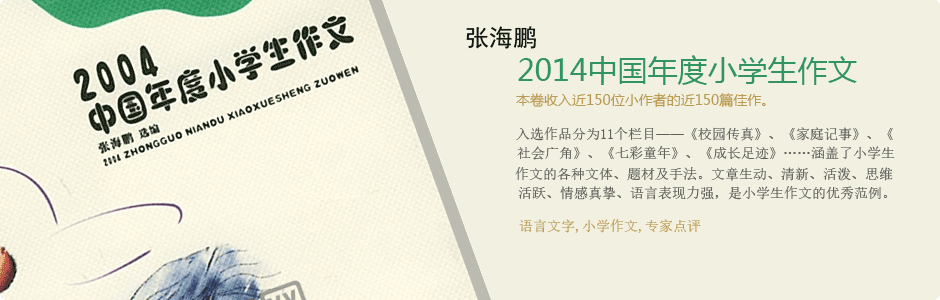 2004
中国年度小学生作文
张海鹏 选编
2004 ZHONGGUO NIANDU XIAOXUESHENG ZUOWEN
张海鹏
2014中国年度小学生作文
本卷收入近150位小作者的近150篇佳作。
入选作品分为11个栏目——《校园传真》、《家庭记事》、《
社会广角》、《七彩童年》、《成长足迹》……涵盖了小学生
作文的各种文体、题材及手法。文章生动、清新、活泼、思维
活跃、情感真挚、语言表现力强，是小学生作文的优秀范例。
语言文字, 小学作文, 专家点评